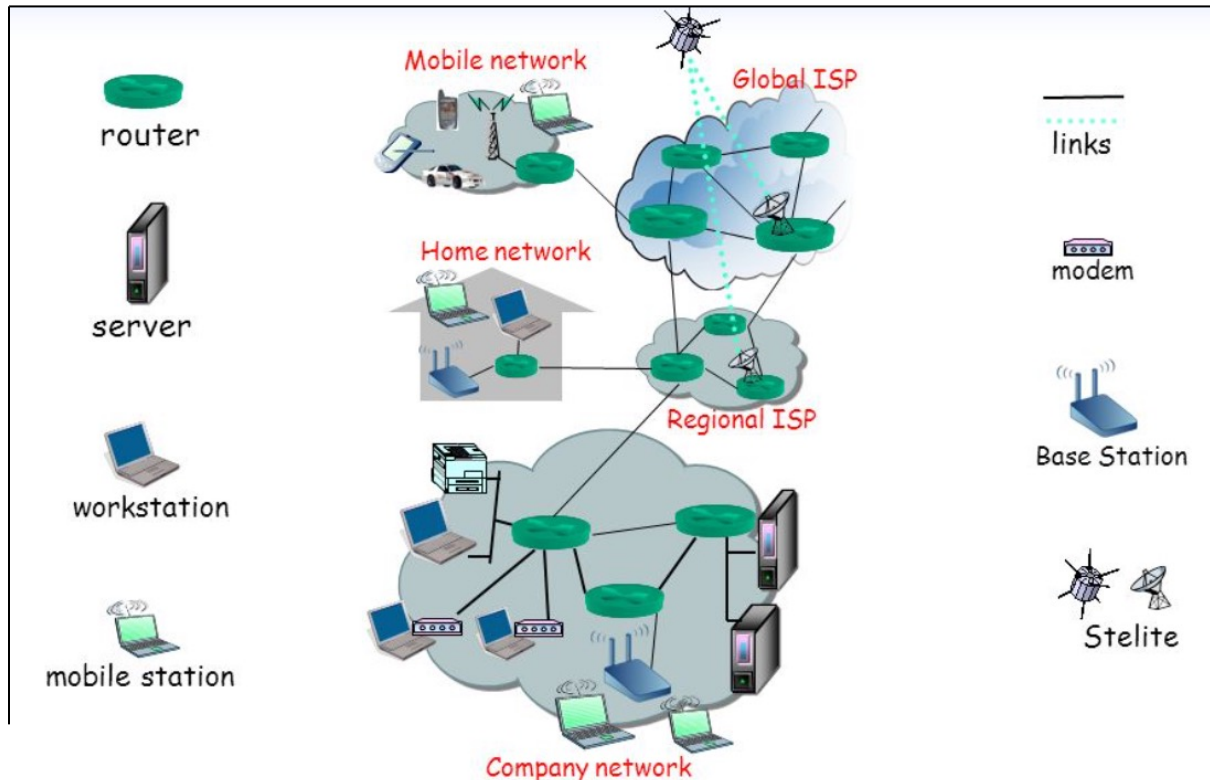 Mobile network
Global ISP
router
links
Home network
modem
server
Regional ISP
Base Station
workstation
Stelite
mobile station
Company network